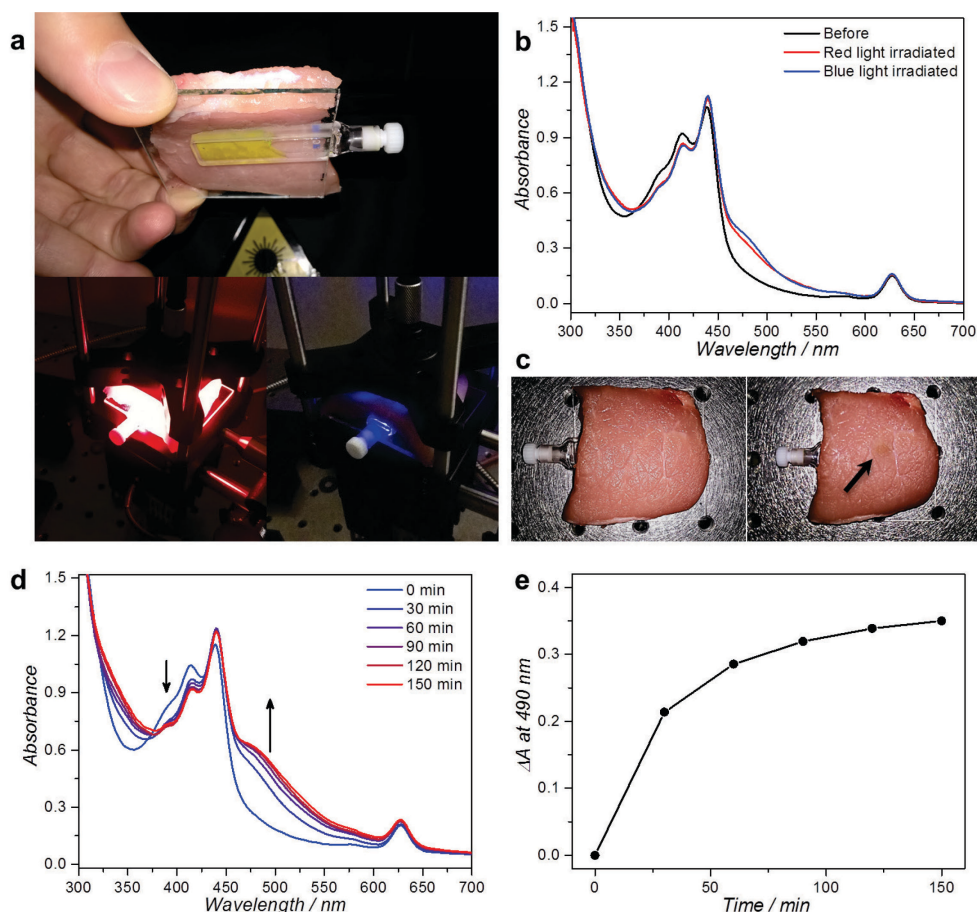 a
b
Before
Red light irradiated
Blue light irradiated
Absorbance
1.5
1.2
0.9
0.6
0.3
0.0
300 350 400 450 500 550 600 650 700
Wavelength / nm
c
d
0 min
30 min
60 min
90 min
120 min
150 min
Absorbance
1.5
1.2
0.9
0.6
0.3
0.0
300 350 400 450 500 550 600 650 700
Wavelength / nm
e
ΔA at 490 nm
0.4
0.3
0.2
0.1
0.0
0 50 100 150
Time / min